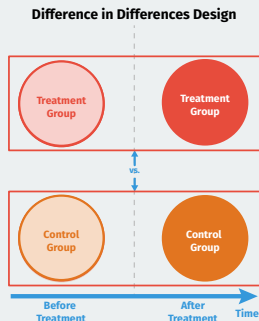 Difference in Differences Design
Treatment
Group
Treatment
Group
vs.
Control
Group
Control
Group
Before
Treatment
After
Treatment
Time